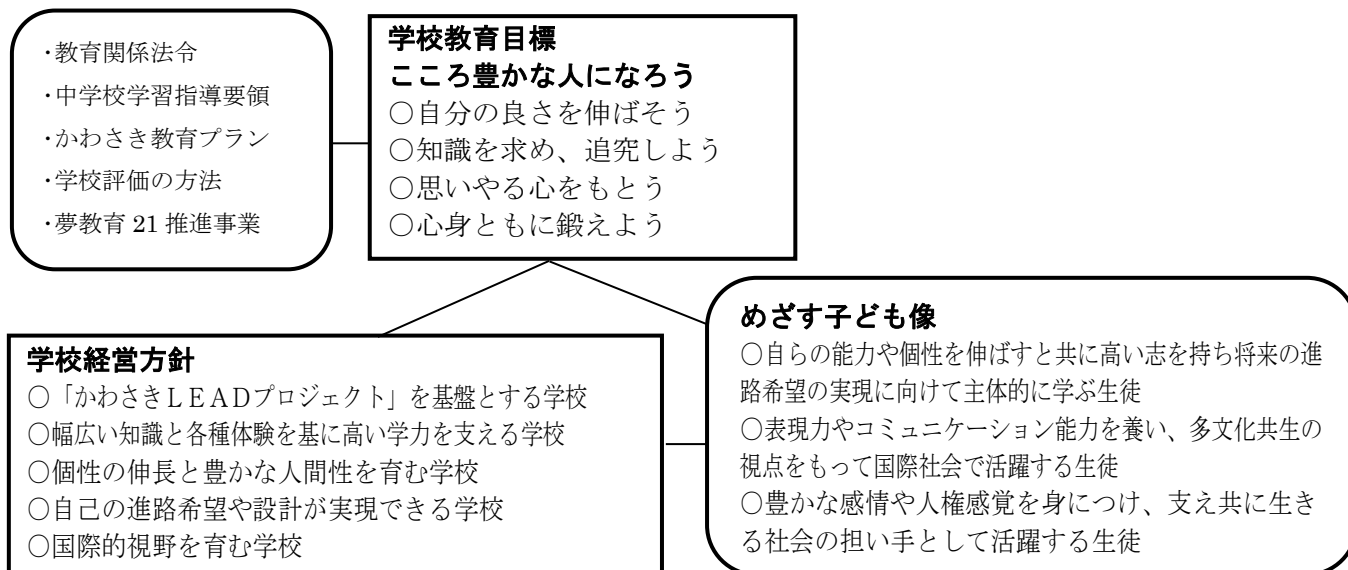 ・教育関係法令
・中学校学習指導要領
・かわさき教育プラン
・学校評価の方法
・夢教育 21 推進事業
学校教育目標
こころ豊かな人になろう
○自分の良さを伸ばそう
○知識を求め、追究しよう
○思いやる心をもとう
○心身ともに鍛えよう
学校経営方針
○「かわさきＬＥＡＤプロジェクト」を基盤とする学校
○幅広い知識と各種体験を基に高い学力を支える学校
○個性の伸長と豊かな人間性を育む学校
○自己の進路希望や設計が実現できる学校
○国際的視野を育む学校
めざす子ども像
○自らの能力や個性を伸ばすと共に高い志を持ち将来の進
路希望の実現に向けて主体的に学ぶ生徒
○表現力やコミュニケーション能力を養い、多文化共生の
視点をもって国際社会で活躍する生徒
○豊かな感情や人権感覚を身につけ、支え共に生き
る社会の担い手として活躍する生徒